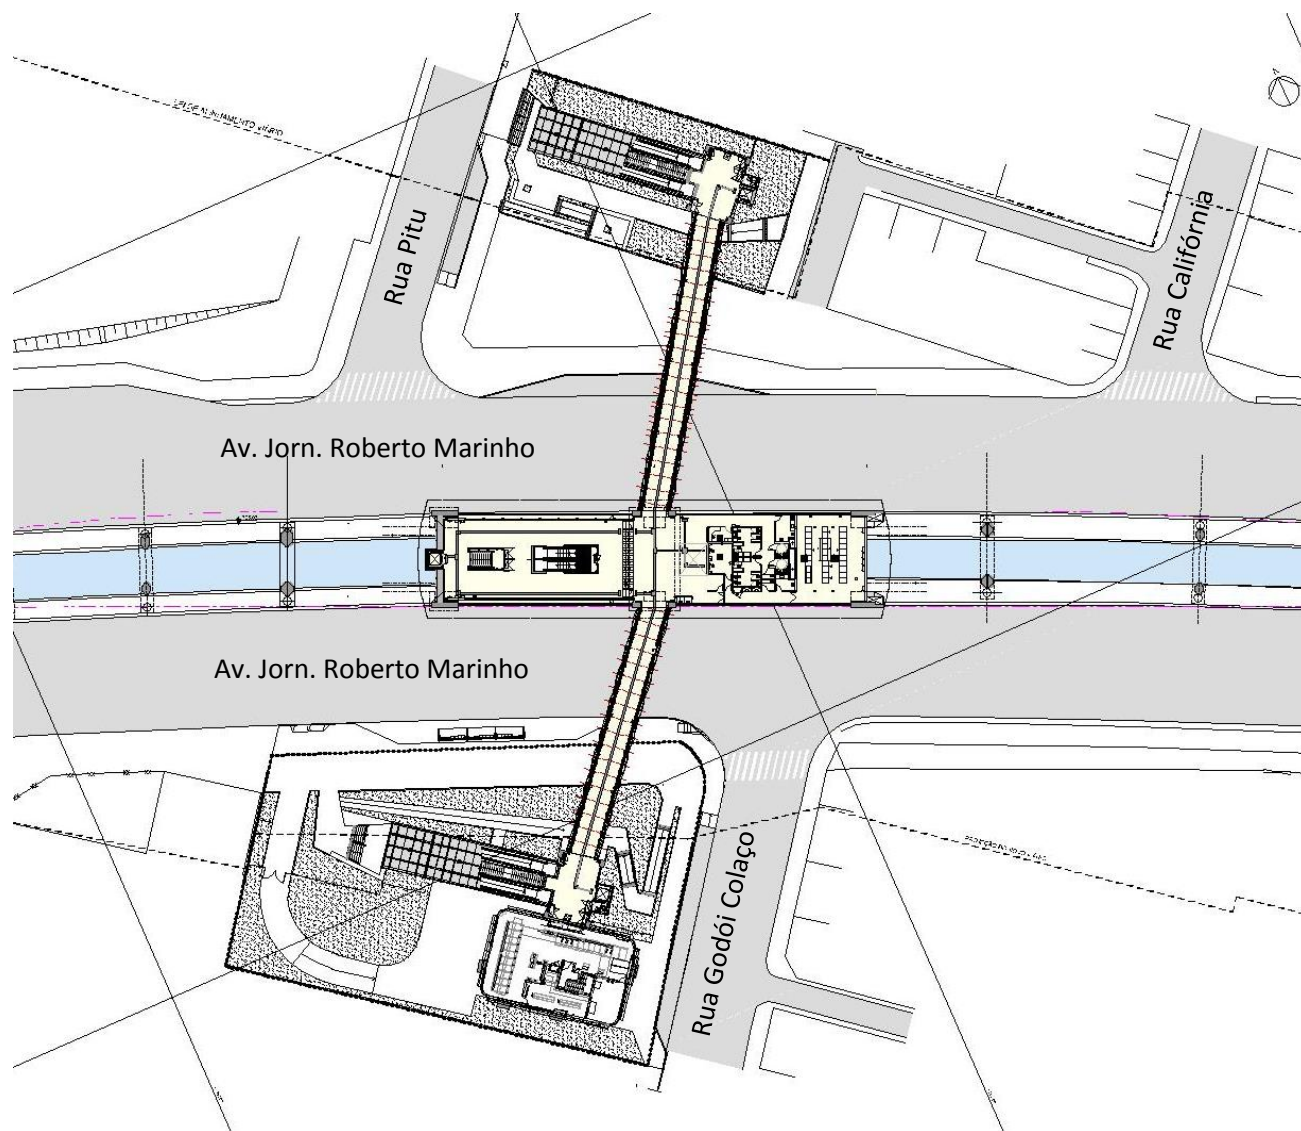 Rua Pitu
Rua Califórnia
Av. Jorn. Roberto Marinho
Av. Jorn. Roberto Marinho
Rua Godói Colaço